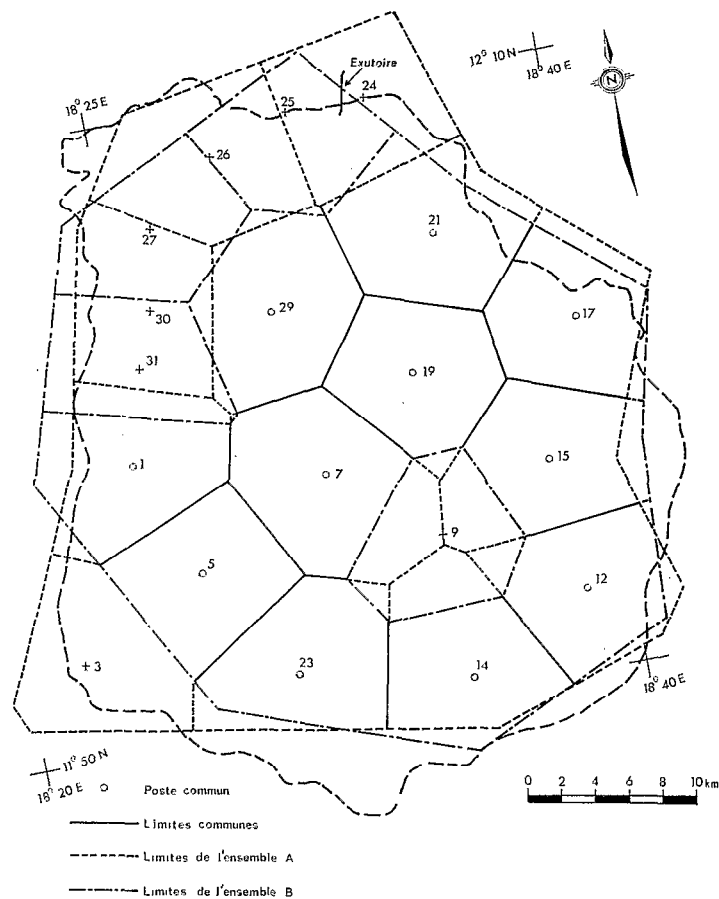 12° 10 N
18° 40 E
N
Exutoire
24
18° 25 E
25
26
21
27
29
17
30
31
19
1
7
15
9
5
12
3
23
14
18° 40 E
11° 50 N
18° 20 E
0 2 4 6 8 10 km
Poste commun
Limites communes
Limites de l'ensemble A
Limites de l'ensemble B